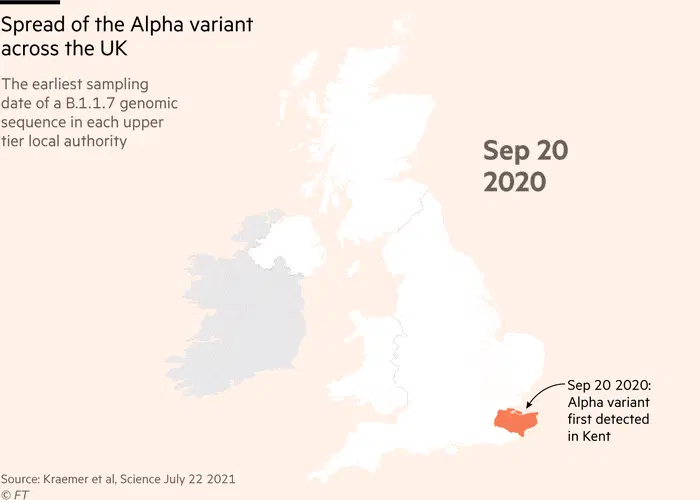 Spread of the Alpha variant
across the UK
The earliest sampling
date of a B.1.1.7 genomic
sequence in each upper
tier local authority
Sep 20
2020
Sep 20 2020:
Alpha variant
first detected
in Kent
Source: Kraemer et al, Science July 22 2021
© FT